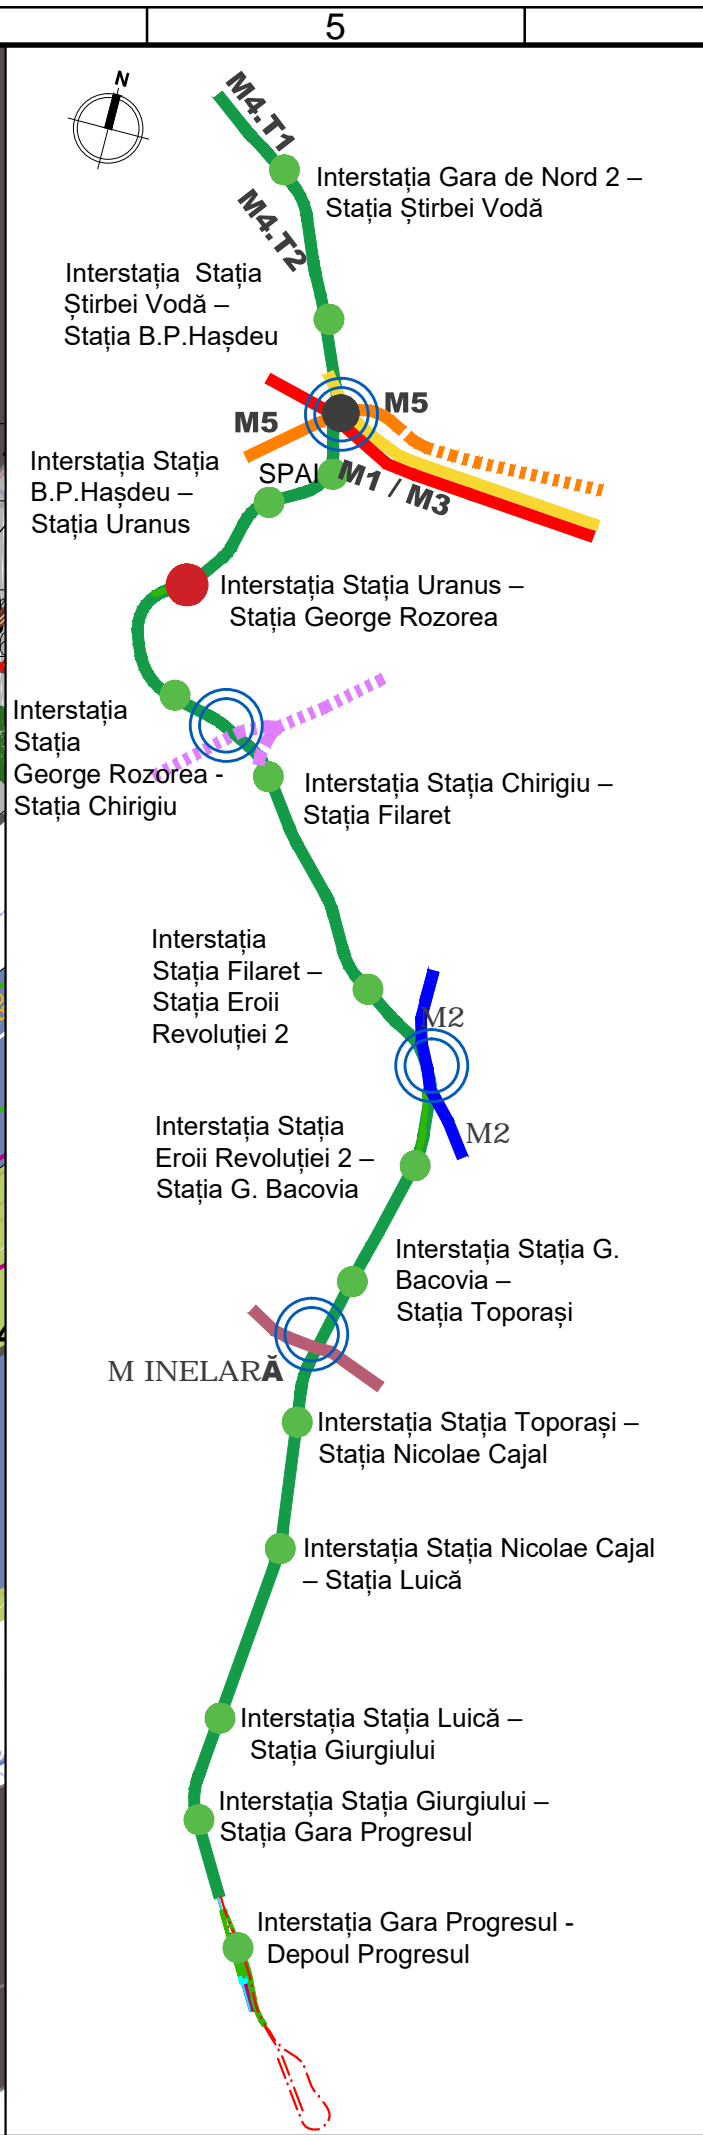 5
N
M4.T1
Interstația Gara de Nord 2 –
Stația Știrbei Vodă
M4.T2
Interstația  Stația
Știrbei Vodă –
Stația B.P.Hașdeu
M5
M5
Interstația Stația
B.P.Hașdeu –
Stația Uranus
SPAI
M1 / M3
Interstația Stația Uranus –
Stația George Rozorea
Interstația
Stația
George Rozorea -
Stația Chirigiu
Interstația Stația Chirigiu –
Stația Filaret
Interstația
Stația Filaret –
Stația Eroii
Revoluției 2
M2
M2
Interstația Stația
Eroii Revoluției 2 –
Stația G. Bacovia
Interstația Stația G.
Bacovia –
Stația Toporași
M INELARĂ
Interstația Stația Toporași –
Stația Nicolae Cajal
Interstația Stația Nicolae Cajal
– Stația Luică
Interstația Stația Luică –
Stația Giurgiului
Interstația Stația Giurgiului –
Stația Gara Progresul
Interstația Gara Progresul -
Depoul Progresul